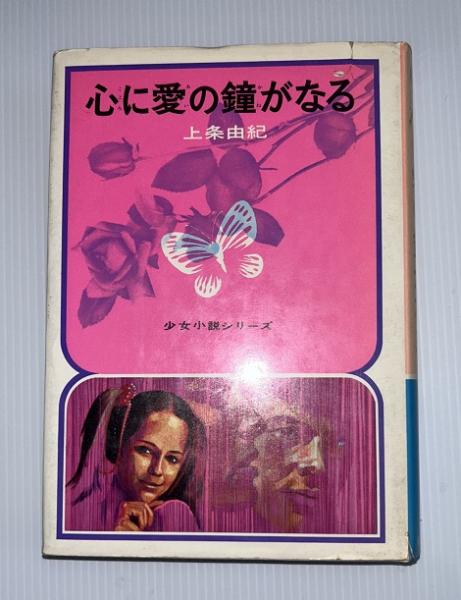 心に愛の鐘がなる
上条由紀
少女小説シリーズ